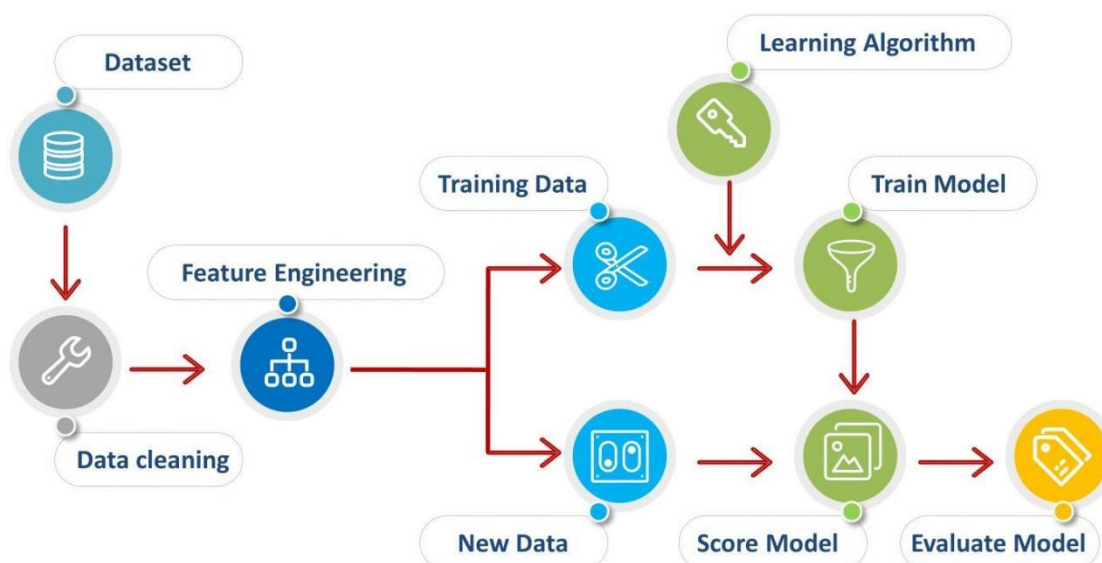 Dataset
Learning Algorithm
Training Data
Train Model
Feature Engineering
Data cleaning
New Data
Score Model
Evaluate Model